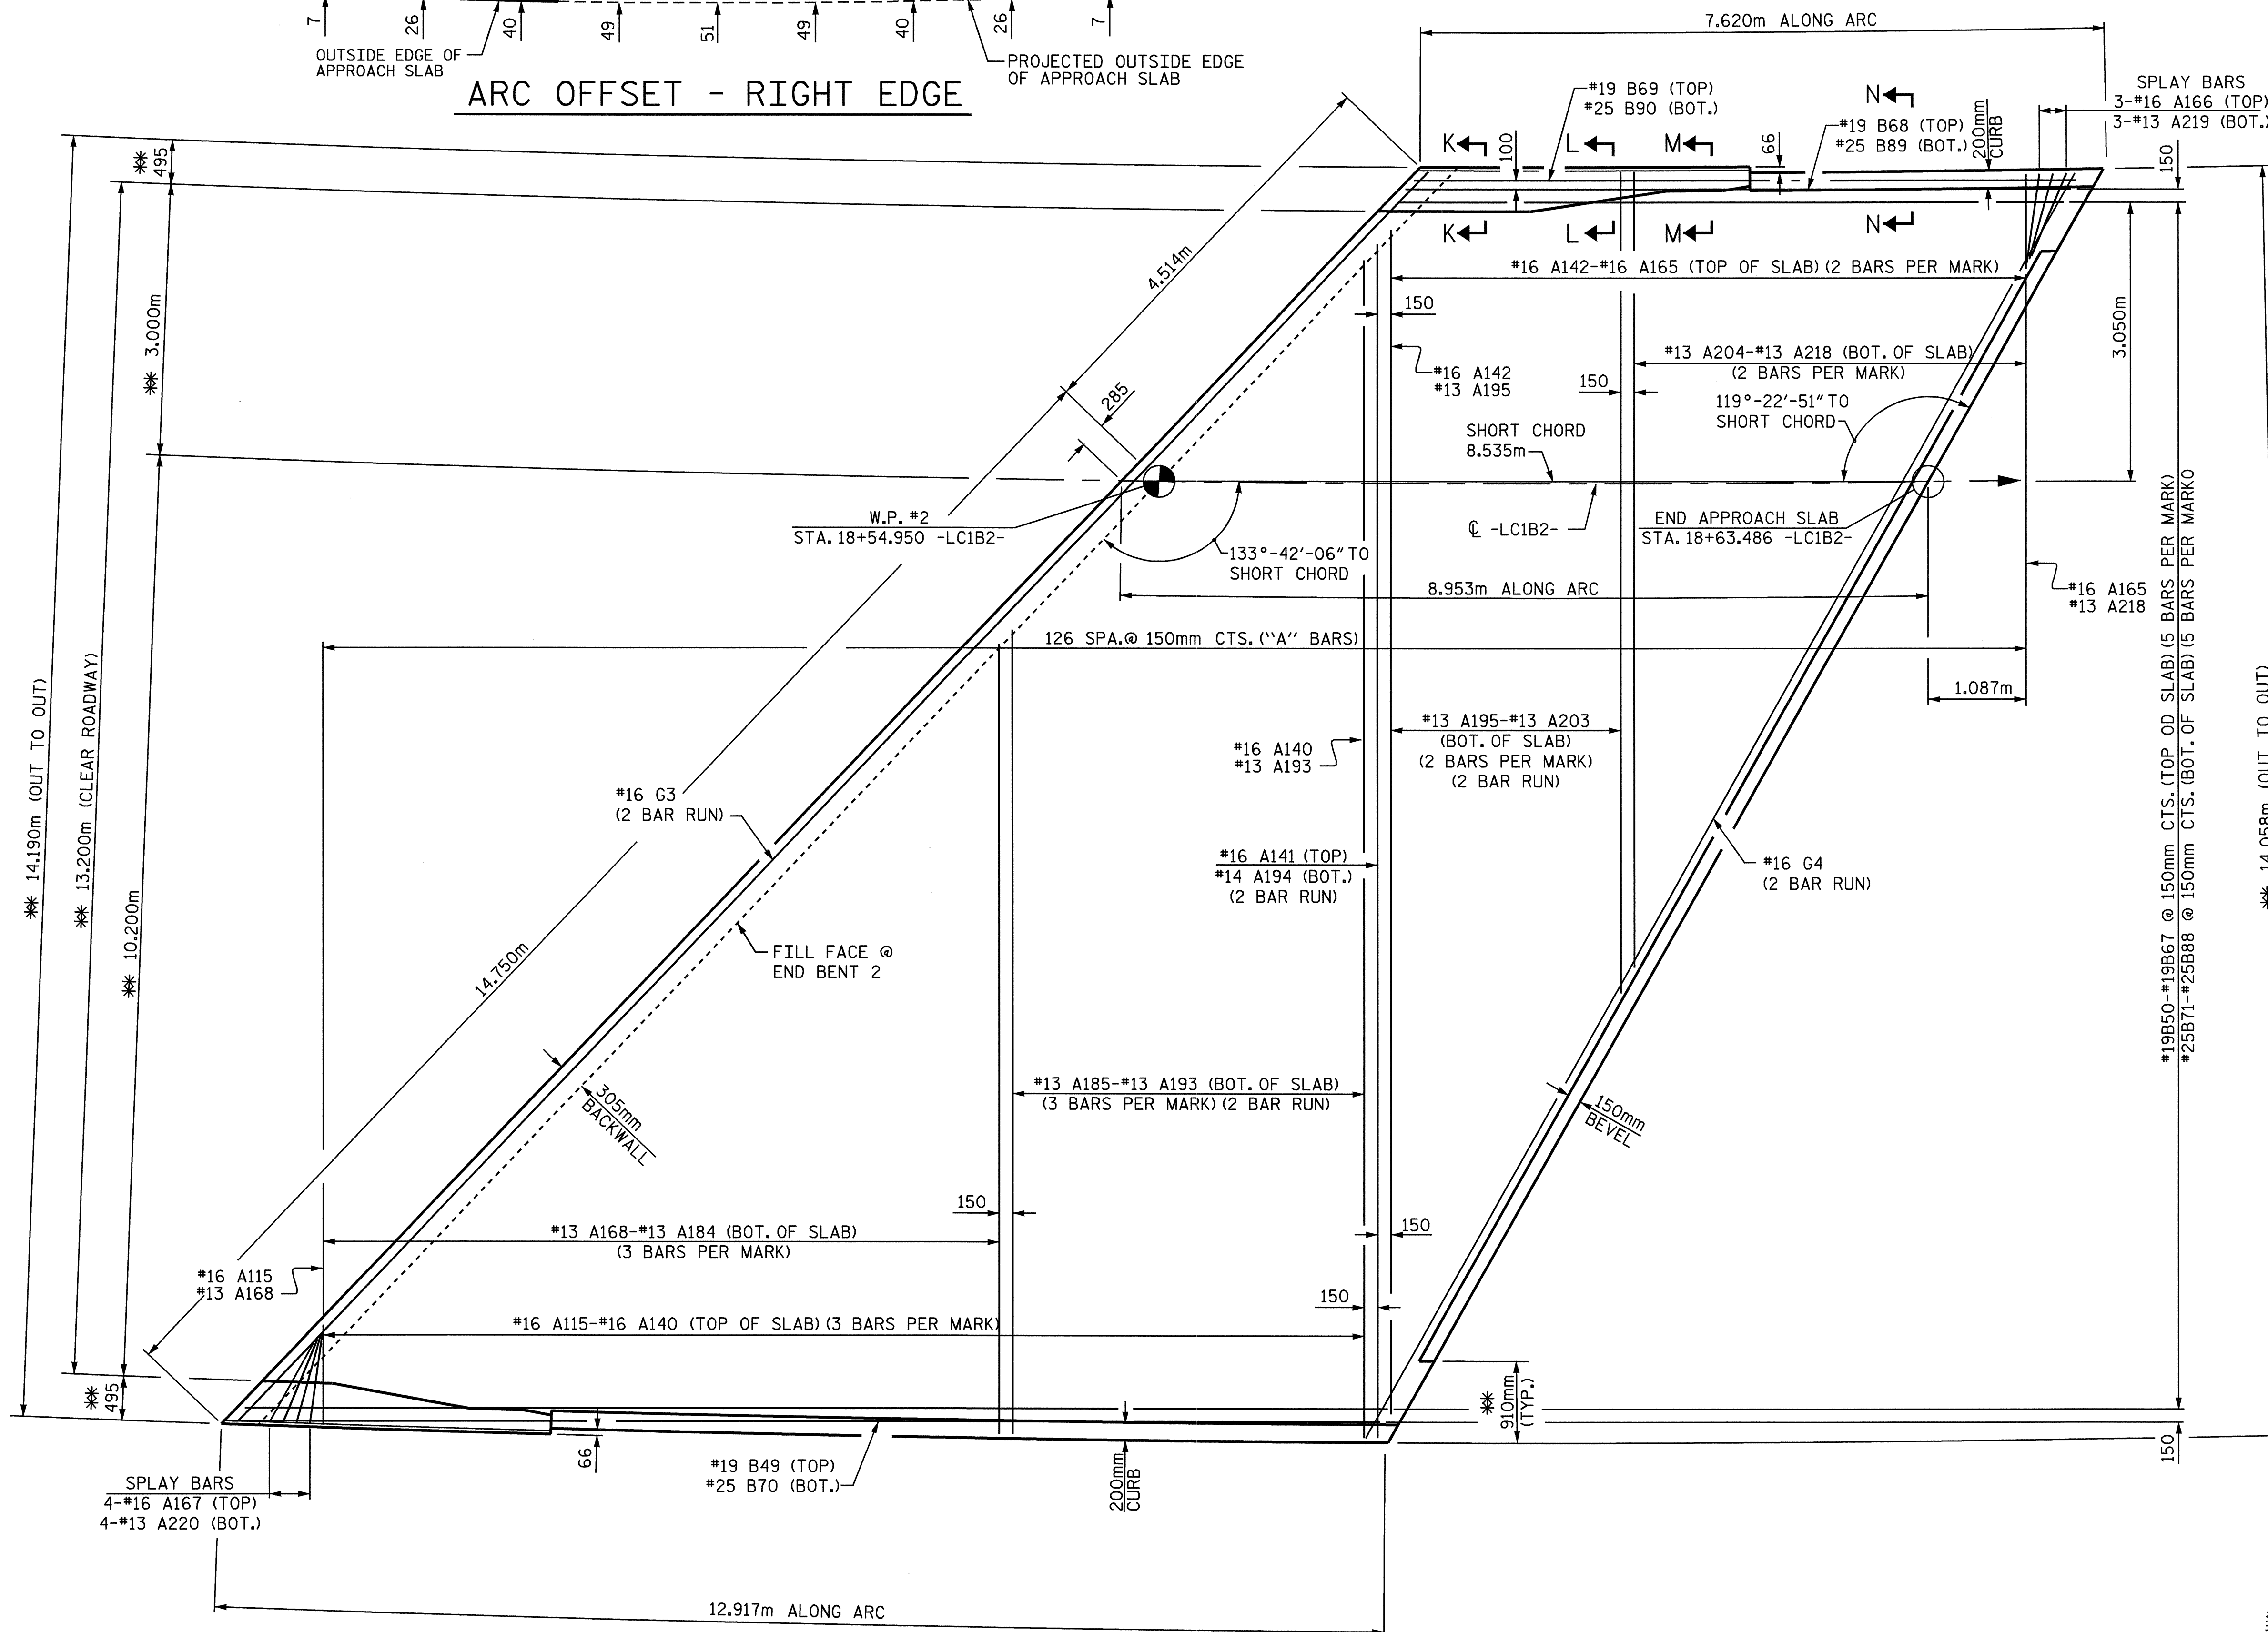 7
26
40
49
51
49
40
26
7
OUTSIDE EDGE OF
APPROACH SLAB
PROJECTED OUTSIDE EDGE
OF APPROACH SLAB
ARC OFFSET - RIGHT EDGE
7.620m ALONG ARC
#19 B69 (TOP)
#25 B90 (BOT.)
N
SPLAY BARS
3-#16 A166 (TOP)
3-#13 A219 (BOT.)
#19 B68 (TOP)
#25 B89 (BOT.)
200mm
CURB
K
L
M
100
66
150
** 495
K
L
M
N
4.514m
#16 A142-#16 A165 (TOP OF SLAB) (2 BARS PER MARK)
150
** 3.000m
3.050m
#16 A142
#13 A195
#13 A204-#13 A218 (BOT. OF SLAB)
(2 BARS PER MARK)
150
285
119°-22'-51" TO
SHORT CHORD
SHORT CHORD
8.535m
W.P. #2
STA. 18+54.950 -LC1B2-
℄ -LC1B2-
END APPROACH SLAB
STA. 18+63.486 -LC1B2-
133°-42'-06" TO
SHORT CHORD
8.953m ALONG ARC
#16 A165
#13 A218
126 SPA.@ 150mm CTS. (``A'' BARS)
1.087m
** 14.190m (OUT TO OUT)
** 13.200m (CLEAR ROADWAY)
** 10.200m
#19B50-#19B67 @ 150mm CTS. (TOP OD SLAB) (5 BARS PER MARK)
#25B71-#25B88 @ 150mm CTS. (BOT. OF SLAB) (5 BARS PER MARKO
14.058m (OUT TO OUT)
#13 A195-#13 A203
(BOT. OF SLAB)
(2 BARS PER MARK)
(2 BAR RUN)
#16 A140
#13 A193
#16 G3
(2 BAR RUN)
#16 A141 (TOP)
#14 A194 (BOT.)
(2 BAR RUN)
#16 G4
(2 BAR RUN)
FILL FACE @
END BENT 2
14.750m
305mm
BACKWALL
#13 A185-#13 A193 (BOT. OF SLAB)
(3 BARS PER MARK) (2 BAR RUN)
150mm
BEVEL
150
150
#13 A168-#13 A184 (BOT. OF SLAB)
(3 BARS PER MARK)
#16 A115
#13 A168
150
#16 A115-#16 A140 (TOP OF SLAB) (3 BARS PER MARK)
** 495
** 910mm
(TYP.)
66
#19 B49 (TOP)
#25 B70 (BOT.)
200mm
CURB
150
SPLAY BARS
4-#16 A167 (TOP)
4-#13 A220 (BOT.)
12.917m ALONG ARC